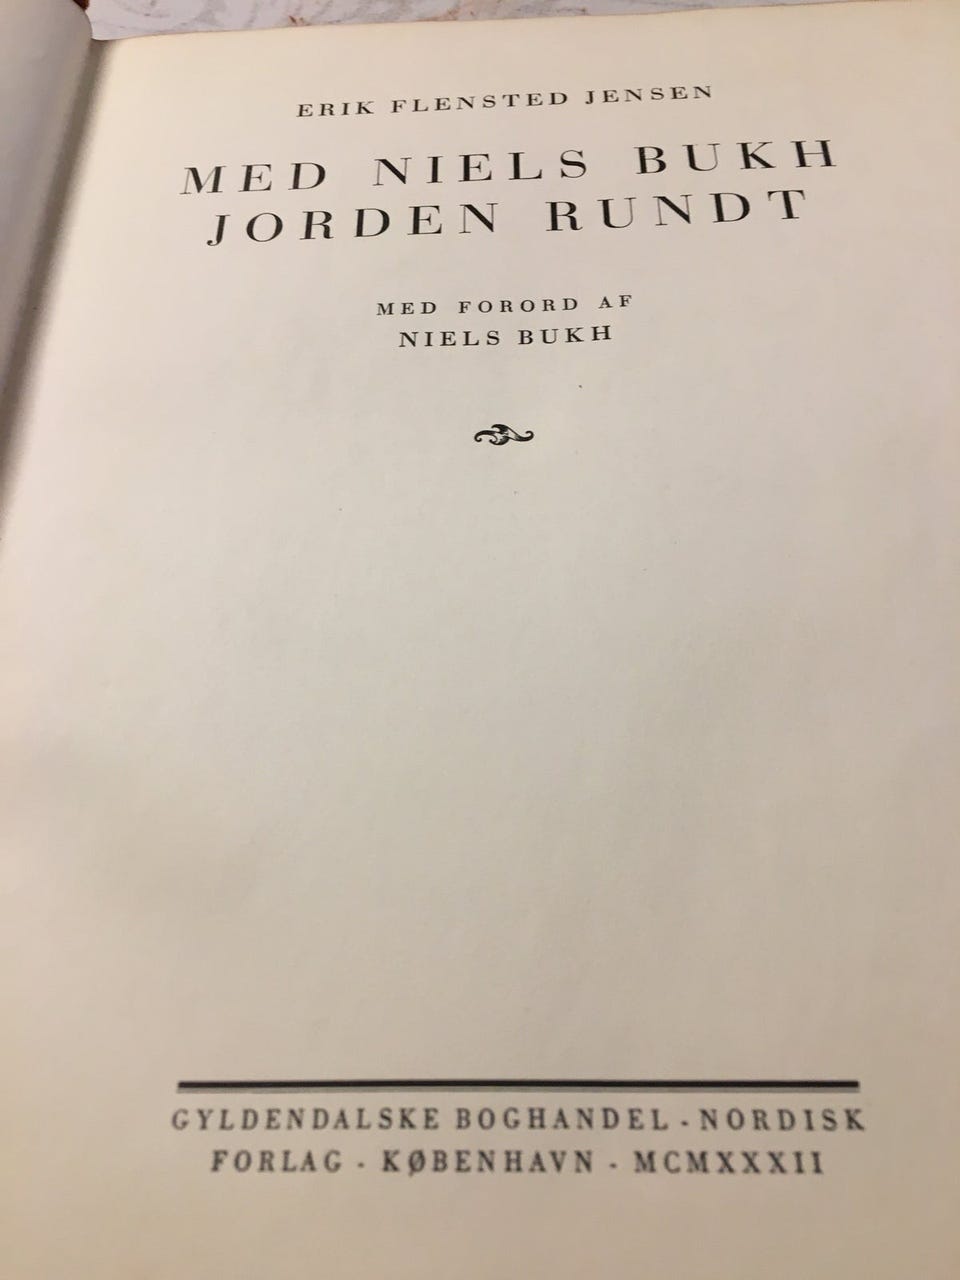 ERIK FLENSTED JENSEN
MED NIELS BUKH
JORDEN RUNDT
MED FORORD AF
NIELS BUKH
GYLDENDALSKE BOGHANDEL · NORDISK
FORLAG · KØBENHAVN · MCMXXXII